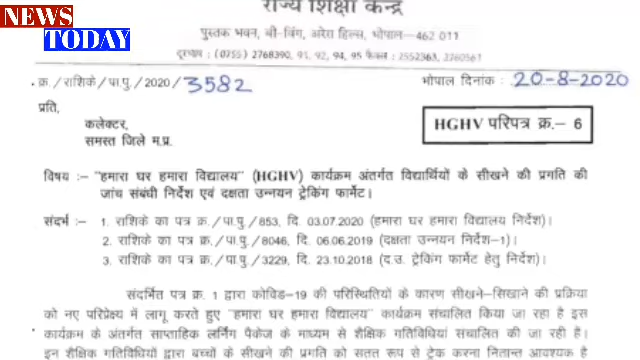 NEWS
TODAY
राज्य शिक्षा केन्द्र
पुस्तक भवन, बी-विंग, अरेरा हिल्स, भोपाल-462 011
दूरभाष : (0755) 2768390, 91, 92, 94, 95 फैक्स : 2552363, 2760561
क्र./राशिके/पा.पु./2020/3582 भोपाल दिनांक: 20-8-2020
प्रति,
कलेक्टर,
समस्त जिले म.प्र.
HGHV परिपत्र क्र.- 6
विषय :- "हमारा घर हमारा विद्यालय" (HGHV) कार्यक्रम अंतर्गत विद्यार्थियों के सीखने की प्रगति की
जांच संबंधी निर्देश एवं दक्षता उन्नयन ट्रेकिंग फार्मेट।
संदर्भ :- 1. राशिके का पत्र क्र./पा.पु./853, दि. 03.07.2020 (हमारा घर हमारा विद्यालय निर्देश)।
2. राशिके का पत्र क्र./पा.पु./8046, दि. 06.06.2019 (दक्षता उन्नयन निर्देश-1)।
3. राशिके का पत्र क्र./पा.पु./3229, दि. 23.10.2018 (द.उ. ट्रेकिंग फार्मेट हेतु निर्देश)।
संदर्भित पत्र क्र. 1 द्वारा कोविड-19 की परिस्थितियों के कारण सीखने-सिखाने की प्रक्रिया
को नए परिप्रेक्ष्य में लागू करते हुए "हमारा घर हमारा विद्यालय" कार्यक्रम संचालित किया जा रहा है इस
कार्यक्रम के अंतर्गत साप्ताहिक लर्निंग पैकेज के माध्यम से शैक्षिक गतिविधियां संचालित की जा रही है।
इन शैक्षिक गतिविधियों द्वारा बच्चों के सीखने की प्रगति को सतत रूप से ट्रेक करना नितान्त आवश्यक है